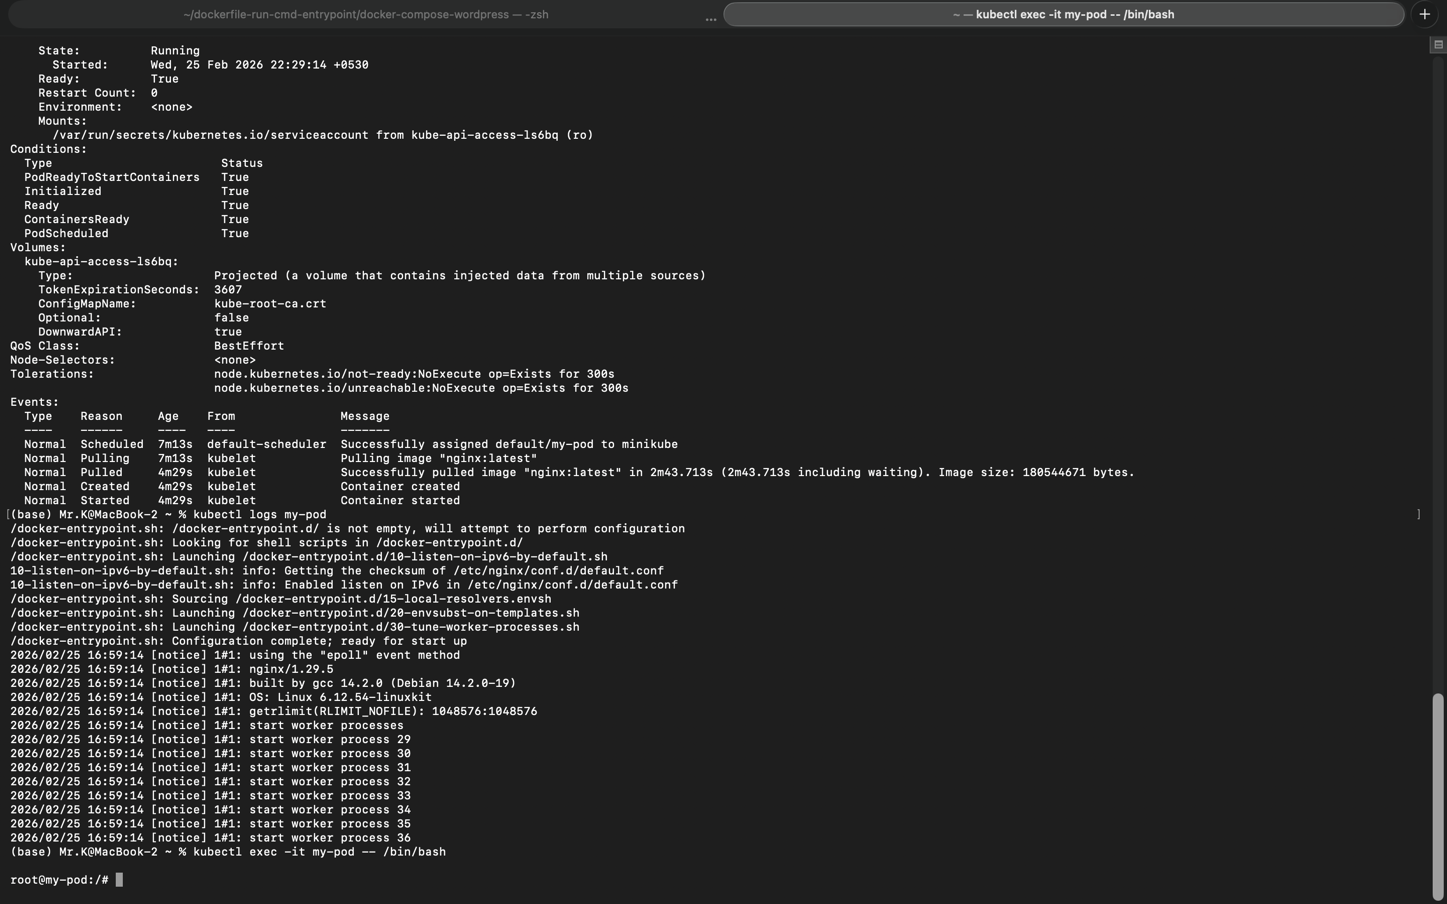 ~/dockerfile-run-cmd-entrypoint/docker-compose-wordpress — -zsh
... ~ — kubectl exec -it my-pod -- /bin/bash +
    State:          Running
      Started:      Wed, 25 Feb 2026 22:29:14 +0530
    Ready:          True
    Restart Count:  0
    Environment:    <none>
    Mounts:
      /var/run/secrets/kubernetes.io/serviceaccount from kube-api-access-ls6bq (ro)
Conditions:
  Type                        Status
  PodReadyToStartContainers   True
  Initialized                 True
  Ready                       True
  ContainersReady             True
  PodScheduled                True
Volumes:
  kube-api-access-ls6bq:
    Type:                    Projected (a volume that contains injected data from multiple sources)
    TokenExpirationSeconds:  3607
    ConfigMapName:           kube-root-ca.crt
    Optional:                false
    DownwardAPI:             true
QoS Class:                   BestEffort
Node-Selectors:              <none>
Tolerations:                 node.kubernetes.io/not-ready:NoExecute op=Exists for 300s
                             node.kubernetes.io/unreachable:NoExecute op=Exists for 300s
Events:
  Type    Reason     Age    From               Message
  ----    ------     ----   ----               -------
  Normal  Scheduled  7m13s  default-scheduler  Successfully assigned default/my-pod to minikube
  Normal  Pulling    7m13s  kubelet            Pulling image "nginx:latest"
  Normal  Pulled     4m29s  kubelet            Successfully pulled image "nginx:latest" in 2m43.713s (2m43.713s including waiting). Image size: 180544671 bytes.
  Normal  Created    4m29s  kubelet            Container created
  Normal  Started    4m29s  kubelet            Container started
[(base) Mr.K@MacBook-2 ~ % kubectl logs my-pod ]
/docker-entrypoint.sh: /docker-entrypoint.d/ is not empty, will attempt to perform configuration
/docker-entrypoint.sh: Looking for shell scripts in /docker-entrypoint.d/
/docker-entrypoint.sh: Launching /docker-entrypoint.d/10-listen-on-ipv6-by-default.sh
10-listen-on-ipv6-by-default.sh: info: Getting the checksum of /etc/nginx/conf.d/default.conf
10-listen-on-ipv6-by-default.sh: info: Enabled listen on IPv6 in /etc/nginx/conf.d/default.conf
/docker-entrypoint.sh: Sourcing /docker-entrypoint.d/15-local-resolvers.envsh
/docker-entrypoint.sh: Launching /docker-entrypoint.d/20-envsubst-on-templates.sh
/docker-entrypoint.sh: Launching /docker-entrypoint.d/30-tune-worker-processes.sh
/docker-entrypoint.sh: Configuration complete; ready for start up
2026/02/25 16:59:14 [notice] 1#1: using the "epoll" event method
2026/02/25 16:59:14 [notice] 1#1: nginx/1.29.5
2026/02/25 16:59:14 [notice] 1#1: built by gcc 14.2.0 (Debian 14.2.0-19)
2026/02/25 16:59:14 [notice] 1#1: OS: Linux 6.12.54-linuxkit
2026/02/25 16:59:14 [notice] 1#1: getrlimit(RLIMIT_NOFILE): 1048576:1048576
2026/02/25 16:59:14 [notice] 1#1: start worker processes
2026/02/25 16:59:14 [notice] 1#1: start worker process 29
2026/02/25 16:59:14 [notice] 1#1: start worker process 30
2026/02/25 16:59:14 [notice] 1#1: start worker process 31
2026/02/25 16:59:14 [notice] 1#1: start worker process 32
2026/02/25 16:59:14 [notice] 1#1: start worker process 33
2026/02/25 16:59:14 [notice] 1#1: start worker process 34
2026/02/25 16:59:14 [notice] 1#1: start worker process 35
2026/02/25 16:59:14 [notice] 1#1: start worker process 36
(base) Mr.K@MacBook-2 ~ % kubectl exec -it my-pod -- /bin/bash
root@my-pod:/#